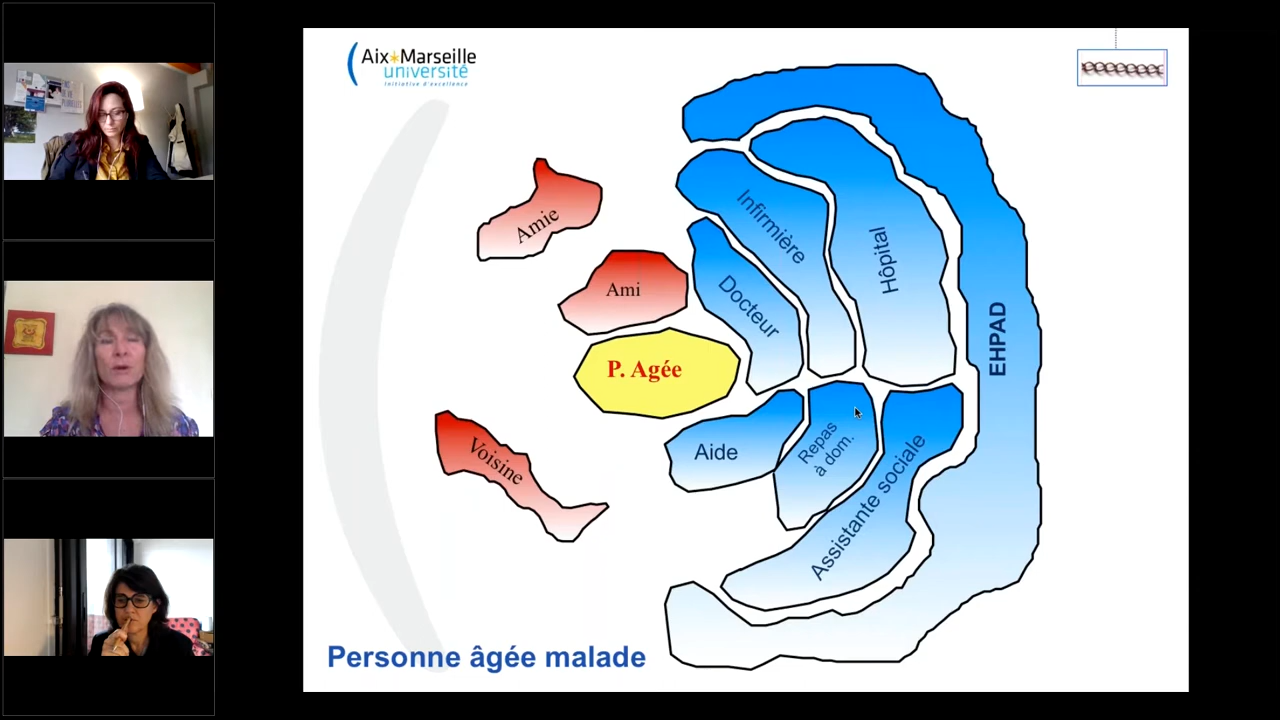 Aix★Marseille
université
Initiative d'excellence
Amie
Ami
P. Agée
Voisine
Docteur
Infirmière
Hôpital
EHPAD
Aide
Repas
à dom.
Assistante sociale
Personne âgée malade